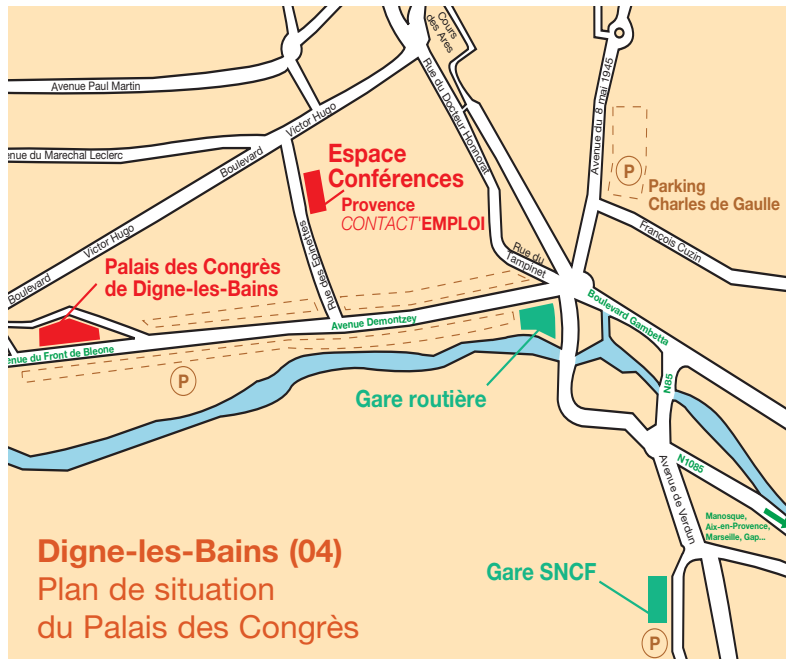 Cours
des Ares
Avenue Paul Martin
Rue du Docteur Honnorat
Avenue du 8 mai 1945
Victor Hugo
Boulevard
enue du Marechal Leclerc
Espace
Conférences
Provence
CONTACT'EMPLOI
P
Parking
Charles de Gaulle
François Cuzin
Rue des Epinettes
Rue du
Tampinet
Victor Hugo
Boulevard
Palais des Congrès
de Digne-les-Bains
Boulevard Gambetta
Avenue Demontzey
enue du Front de Bleone
P
Gare routière
N85
N1085
Avenue de Verdun
Manosque,
Aix-en-Provence,
Marseille, Gap...
Digne-les-Bains (04)
Plan de situation
du Palais des Congrès
Gare SNCF
P